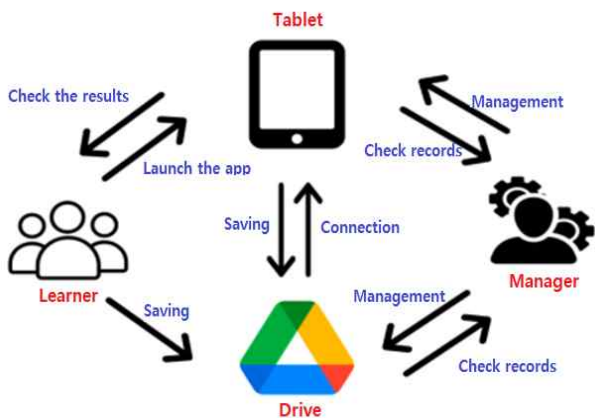 Tablet
Check the results
Management
Check records
Launch the app
Saving
Connection
Learner
Manager
Saving
Management
Check records
Drive